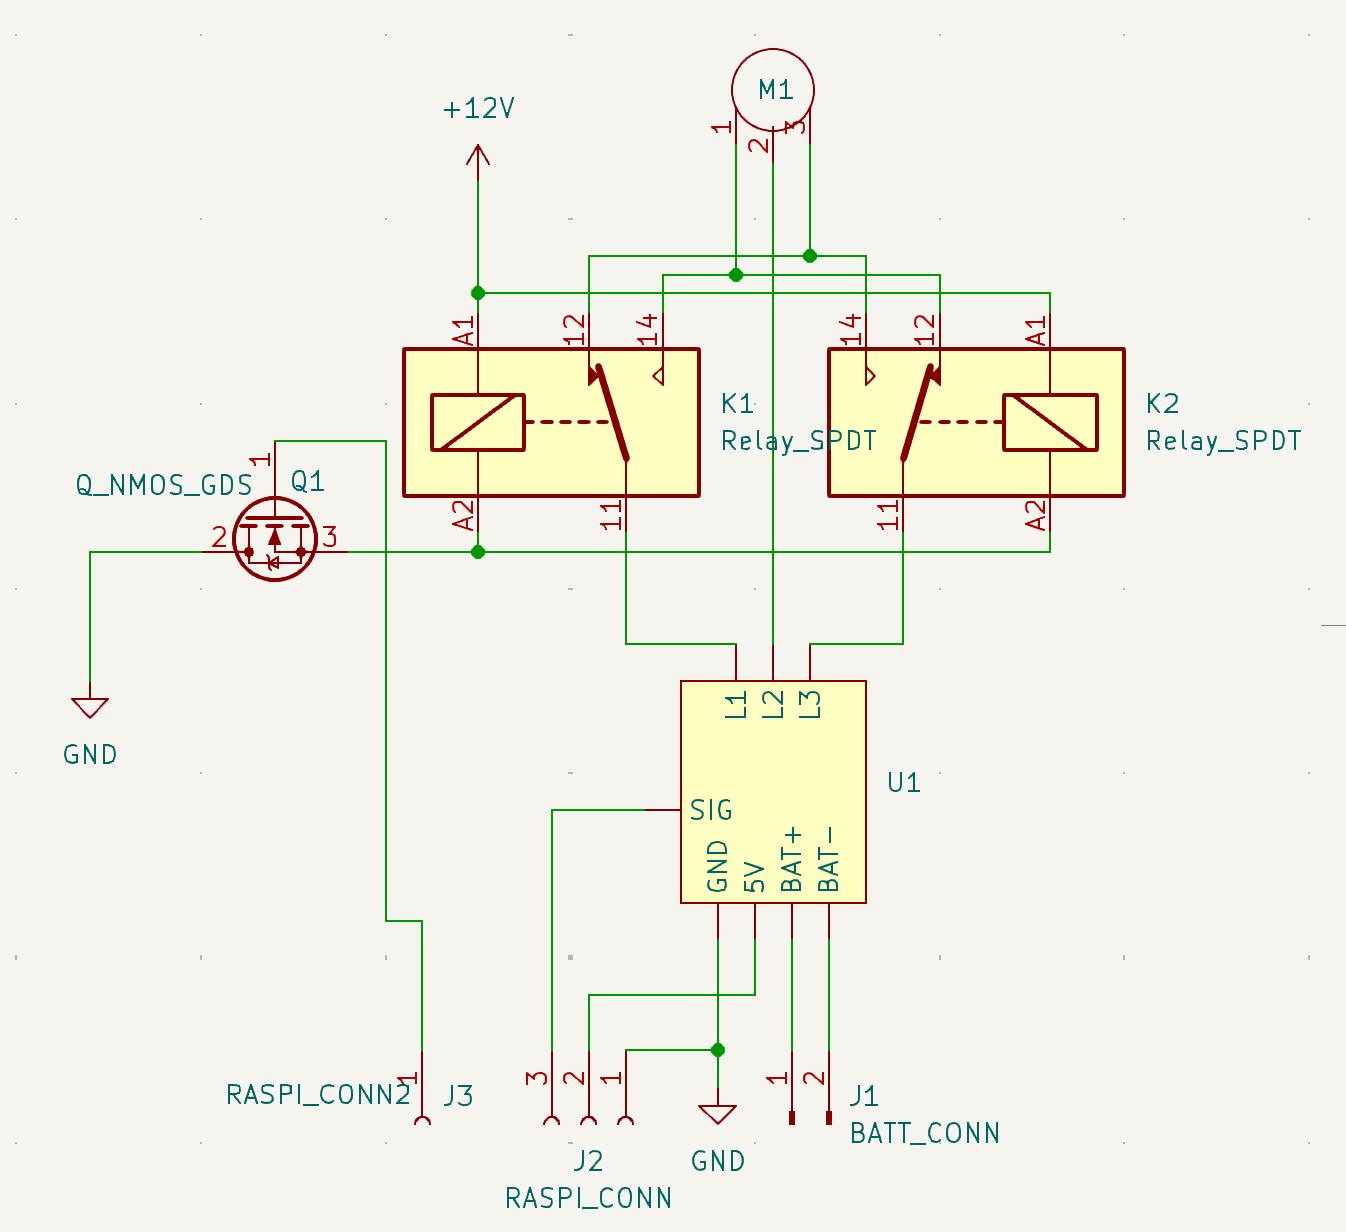 M1
+12V
1
2
3
A1
12
14
14
12
A1
K1
Relay_SPDT
K2
Relay_SPDT
1
Q_NMOS_GDS
Q1
2
3
A2
11
11
A2
GND
L1
L2
L3
U1
SIG
GND
5V
BAT+
BAT-
1
RASPI_CONN2
J3
3
2
1
1
2
J1
BATT_CONN
J2
GND
RASPI_CONN